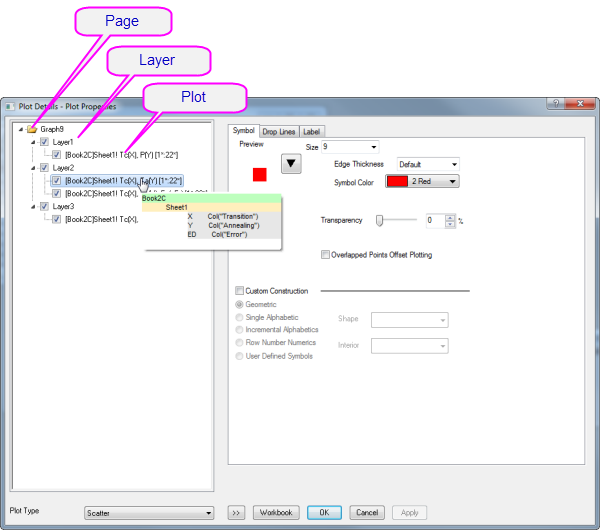 Page
Layer
Plot
Plot Details - Plot Properties
Graph9
Layer1
[Book2C]Sheet1! Tc(X), P(Y) [1*:22*]
Layer2
[Book2C]Sheet1! Tc(X), Ta(Y) [1*:22*]
[Book2C]Sheet1! Tc(X),
Layer3
[Book2C]Sheet1! Tc(X),
Book2C
Sheet1
X Col("Transition")
Y Col("Annealing")
ED Col("Error")
Symbol Drop Lines Label
Preview
Size 9
Edge Thickness Default
Symbol Color 2 Red
Transparency 0 %
Overlapped Points Offset Plotting
Custom Construction
Geometric
Single Alphabetic
Incremental Alphabetics
Row Number Numerics
User Defined Symbols
Shape
Interior
Plot Type Scatter >> Workbook OK Cancel Apply